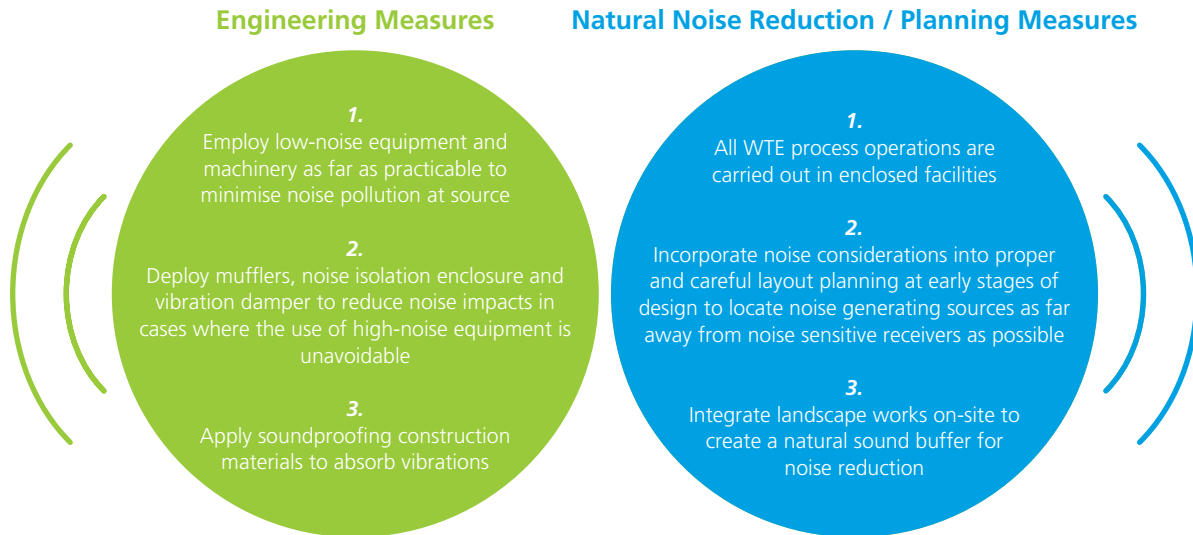 Engineering Measures
1.
Employ low-noise equipment and
machinery as far as practicable to
minimise noise pollution at source
2.
Deploy mufflers, noise isolation enclosure and
vibration damper to reduce noise impacts in
cases where the use of high-noise equipment is
unavoidable
3.
Apply soundproofing construction
materials to absorb vibrations
Natural Noise Reduction / Planning Measures
1.
All WTE process operations are
carried out in enclosed facilities
2.
Incorporate noise considerations into proper
and careful layout planning at early stages of
design to locate noise generating sources as far
away from noise sensitive receivers as possible
3.
Integrate landscape works on-site to
create a natural sound buffer for
noise reduction